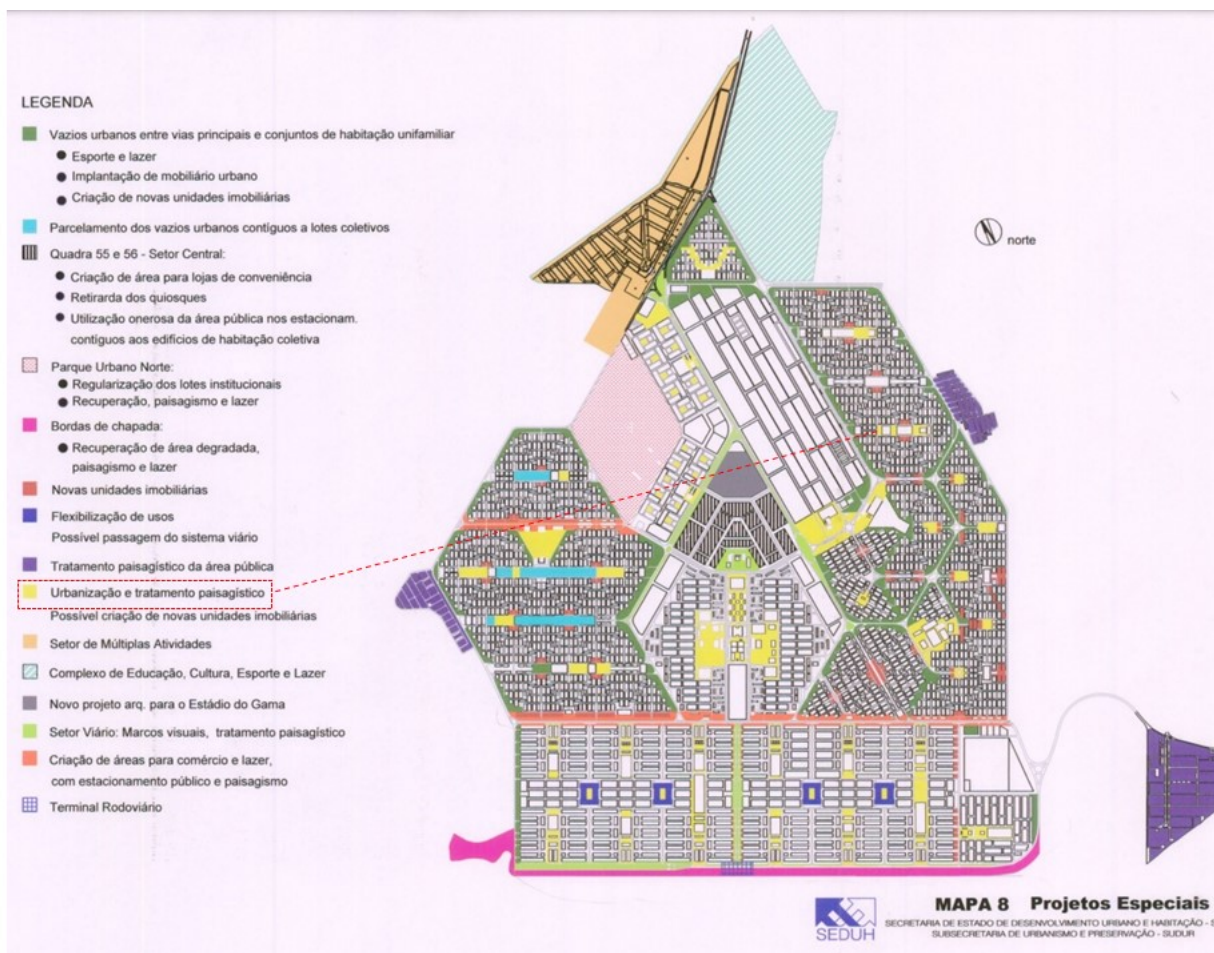 LEGENDA
Vazios urbanos entre vias principais e conjuntos de habitação unifamiliar
Esporte e lazer
Implantação de mobiliário urbano
Criação de novas unidades imobiliárias
Parcelamento dos vazios urbanos contíguos a lotes coletivos
Quadra 55 e 56 - Setor Central:
Criação de área para lojas de conveniência
Retirarda dos quiosques
Utilização onerosa da área pública nos estacionam.
contíguos aos edifícios de habitação coletiva
Parque Urbano Norte:
Regularização dos lotes institucionais
Recuperação, paisagismo e lazer
Bordas de chapada:
Recuperação de área degradada,
paisagismo e lazer
Novas unidades imobiliárias
Flexibilização de usos
Possível passagem do sistema viário
Tratamento paisagístico da área pública
Urbanização e tratamento paisagístico
Possível criação de novas unidades imobiliárias
Setor de Múltiplas Atividades
Complexo de Educação, Cultura, Esporte e Lazer
Novo projeto arq. para o Estádio do Gama
Setor Viário: Marcos visuais, tratamento paisagístico
Criação de áreas para comércio e lazer,
com estacionamento público e paisagismo
Terminal Rodoviário
norte
SEDUH
MAPA 8 Projetos Especiais
SECRETARIA DE ESTADO DE DESENVOLVIMENTO URBANO E HABITAÇÃO - S
SUBSECRETARIA DE URBANISMO E PRESERVAÇÃO - SUDUR